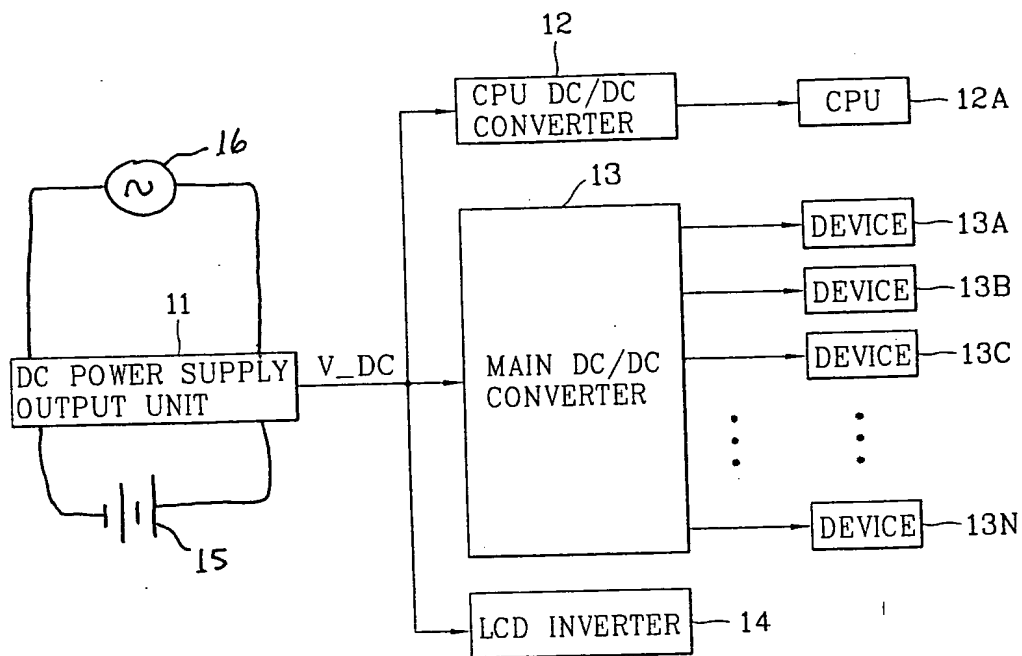 12
CPU DC/DC
CONVERTER
CPU
12A
16
13
DEVICE
13A
DEVICE
13B
11
DC POWER SUPPLY
OUTPUT UNIT
V_DC
MAIN DC/DC
CONVERTER
DEVICE
13C
15
DEVICE
13N
LCD INVERTER
14